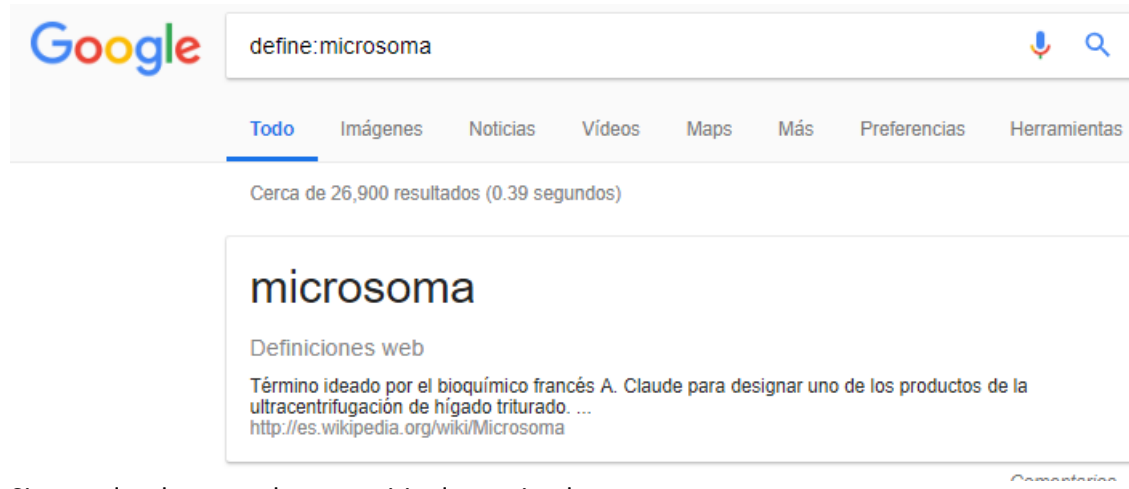 Google
define:microsoma
Todo Imágenes Noticias Vídeos Maps Más Preferencias Herramientas
Cerca de 26,900 resultados (0.39 segundos)
microsoma
Definiciones web
Término ideado por el bioquímico francés A. Claude para designar uno de los productos de la
ultracentrifugación de hígado triturado. ...
http://es.wikipedia.org/wiki/Microsoma
Comentarios